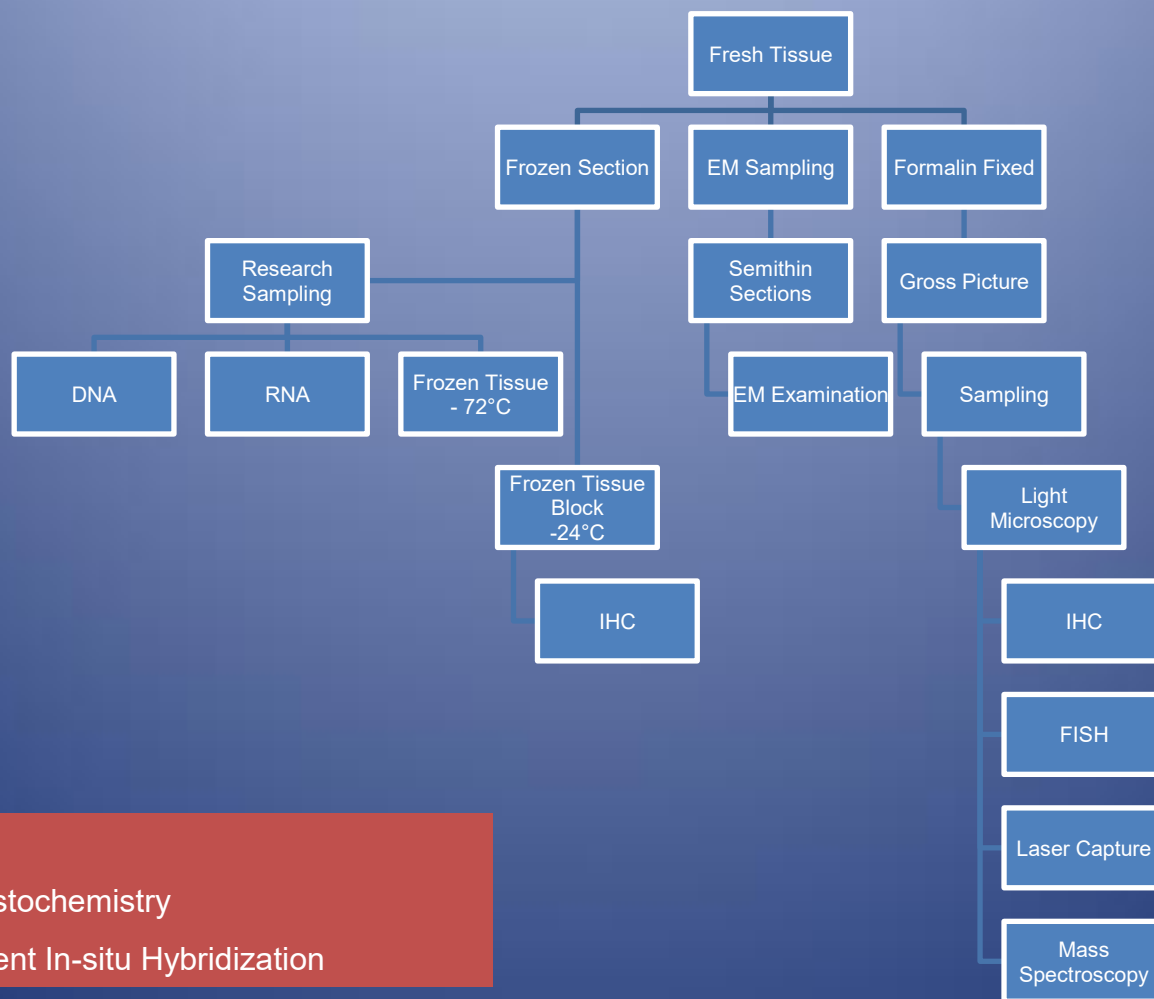 Fresh Tissue
Frozen Section
EM Sampling
Formalin Fixed
Research
Sampling
Semithin
Sections
Gross Picture
DNA
RNA
Frozen Tissue
- 72°C
EM Examination
Sampling
Frozen Tissue
Block
-24°C
Light
Microscopy
IHC
IHC
FISH
Laser Capture
Mass
Spectroscopy
stochemistry
ent In-situ Hybridization